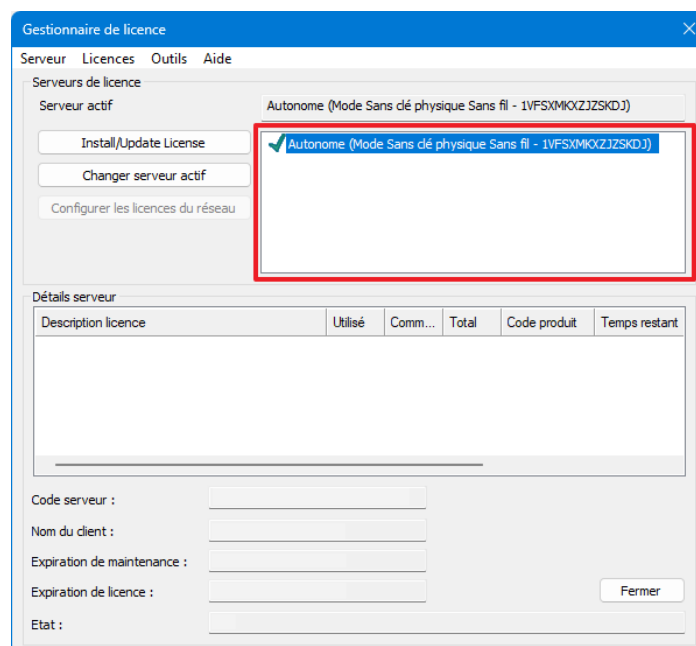 Gestionnaire de licence
Serveur Licences Outils Aide
Serveurs de licence
Serveur actif
Autonome (Mode Sans clé physique Sans fil - 1VFSXMKXZJZSKDJ)
Install/Update License
Autonome (Mode Sans clé physique Sans fil - 1VFSXMKXZJZSKDJ)
Changer serveur actif
Configurer les licences du réseau
Détails serveur
Description licence Utilisé Comm... Total Code produit Temps restant
Code serveur :
Nom du client :
Expiration de maintenance :
Expiration de licence :
Fermer
Etat :